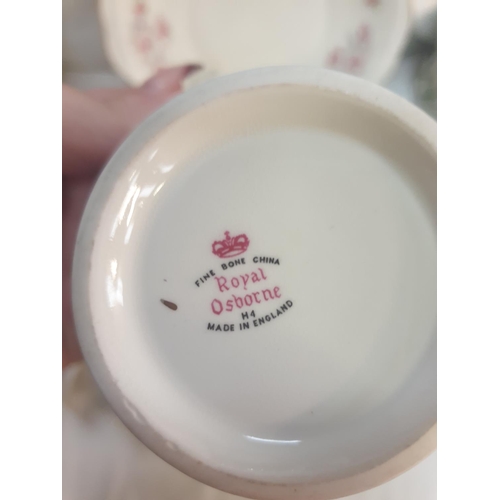 FINE BONE CHINA
Royal
Osborne
H4
MADE IN ENGLAND